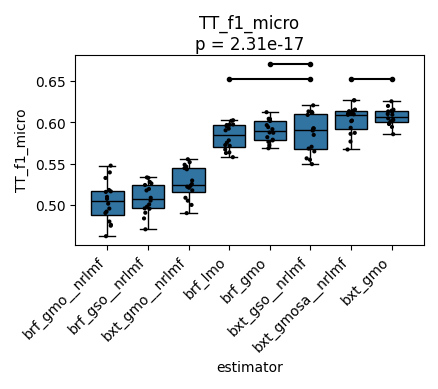 TT_f1_micro
p = 2.31e-17
TT_f1_micro
0.65
0.60
0.55
0.50
brf_gmo__nrlmf
brf_gso__nrlmf
bxt_gmo__nrlmf
brf_lmo
brf_gmo
bxt_gso__nrlmf
bxt_gmosa__nrlmf
bxt_gmo
estimator